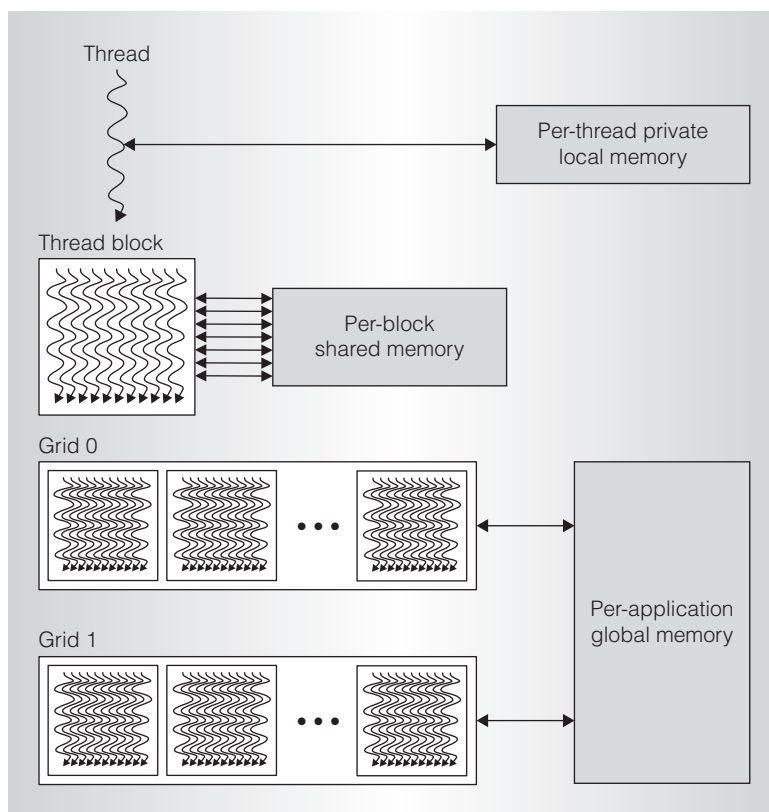 Thread
Per-thread private
local memory
Thread block
Per-block
shared memory
Grid 0
Per-application
global memory
Grid 1